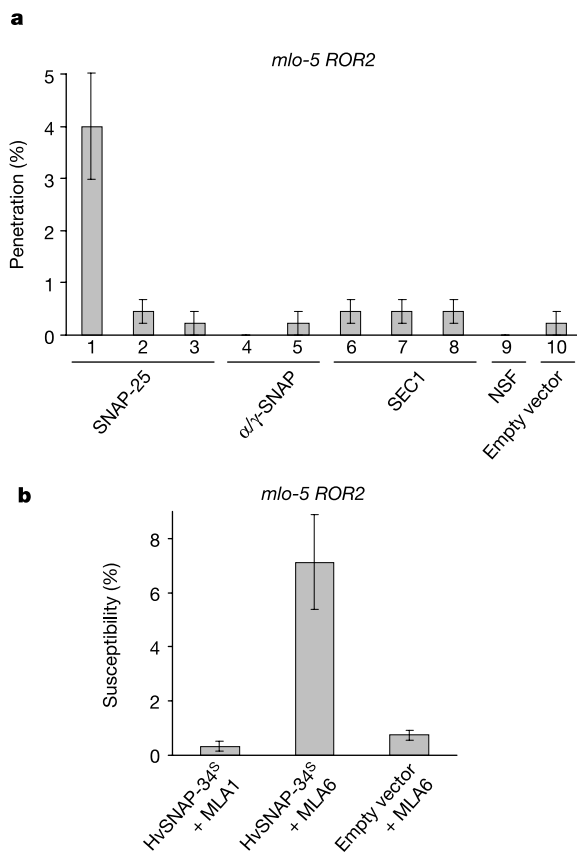 a
mlo-5 ROR2
Penetration (%)
5
4
3
2
1
0
1 2 3 4 5 6 7 8 9 10
SNAP-25
α/γ-SNAP
SEC1
NSF
Empty vector
b
mlo-5 ROR2
Susceptibility (%)
8
6
4
2
0
HvSNAP-34ˢ
+ MLA1
HvSNAP-34ˢ
+ MLA6
Empty vector
+ MLA6